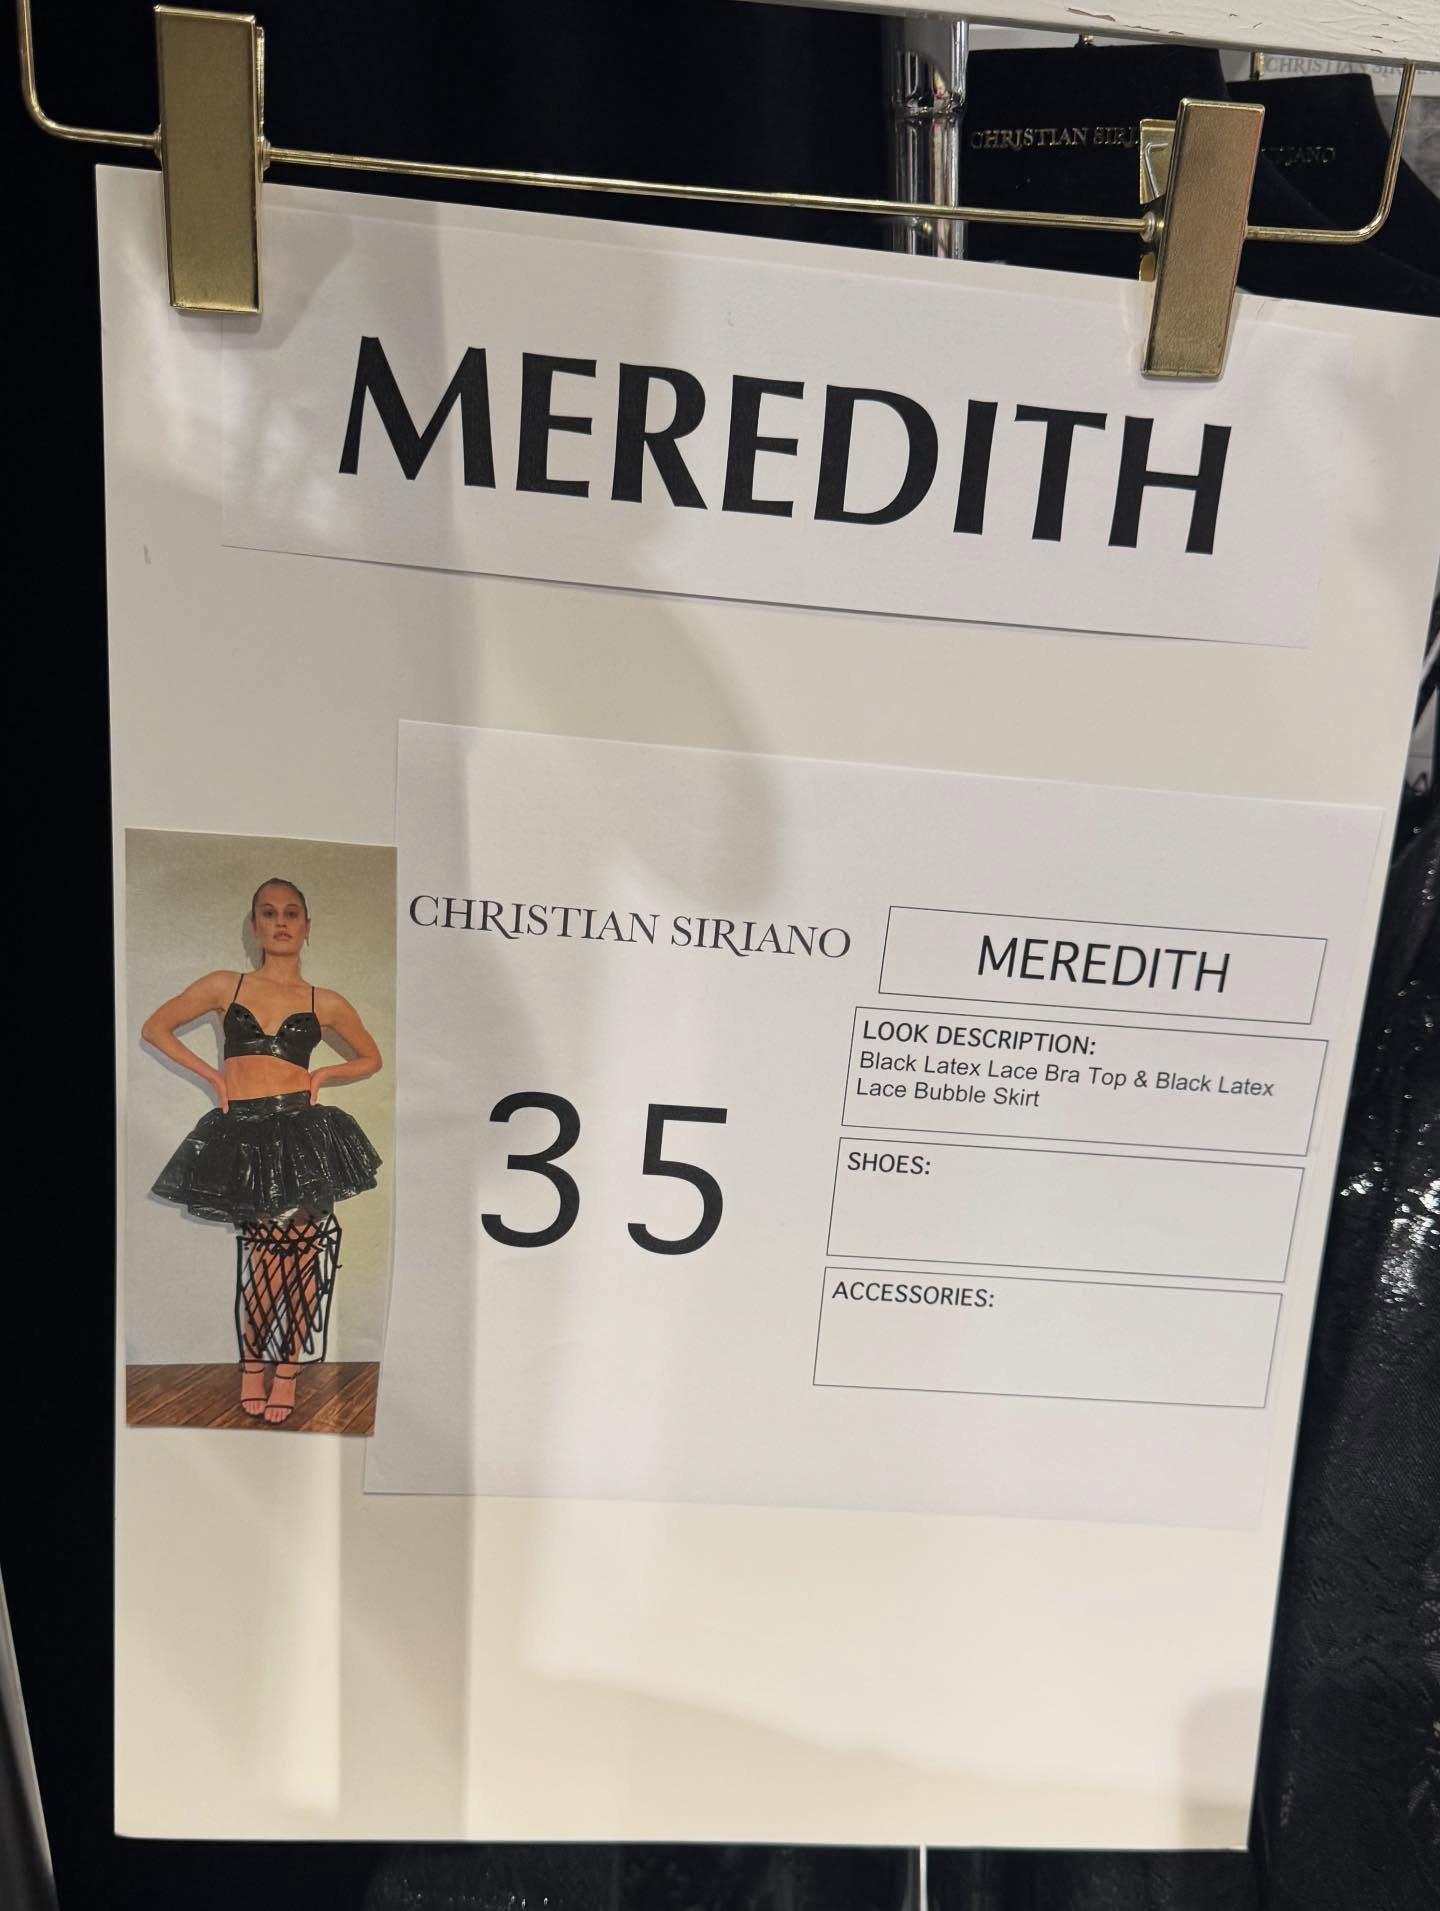 CHRISTIAN
MEREDITH
CHRISTIAN SIRIANO
MEREDITH
35
LOOK DESCRIPTION:
Black Latex Lace Bra Top & Black Latex
Lace Bubble Skirt
SHOES:
ACCESSORIES: